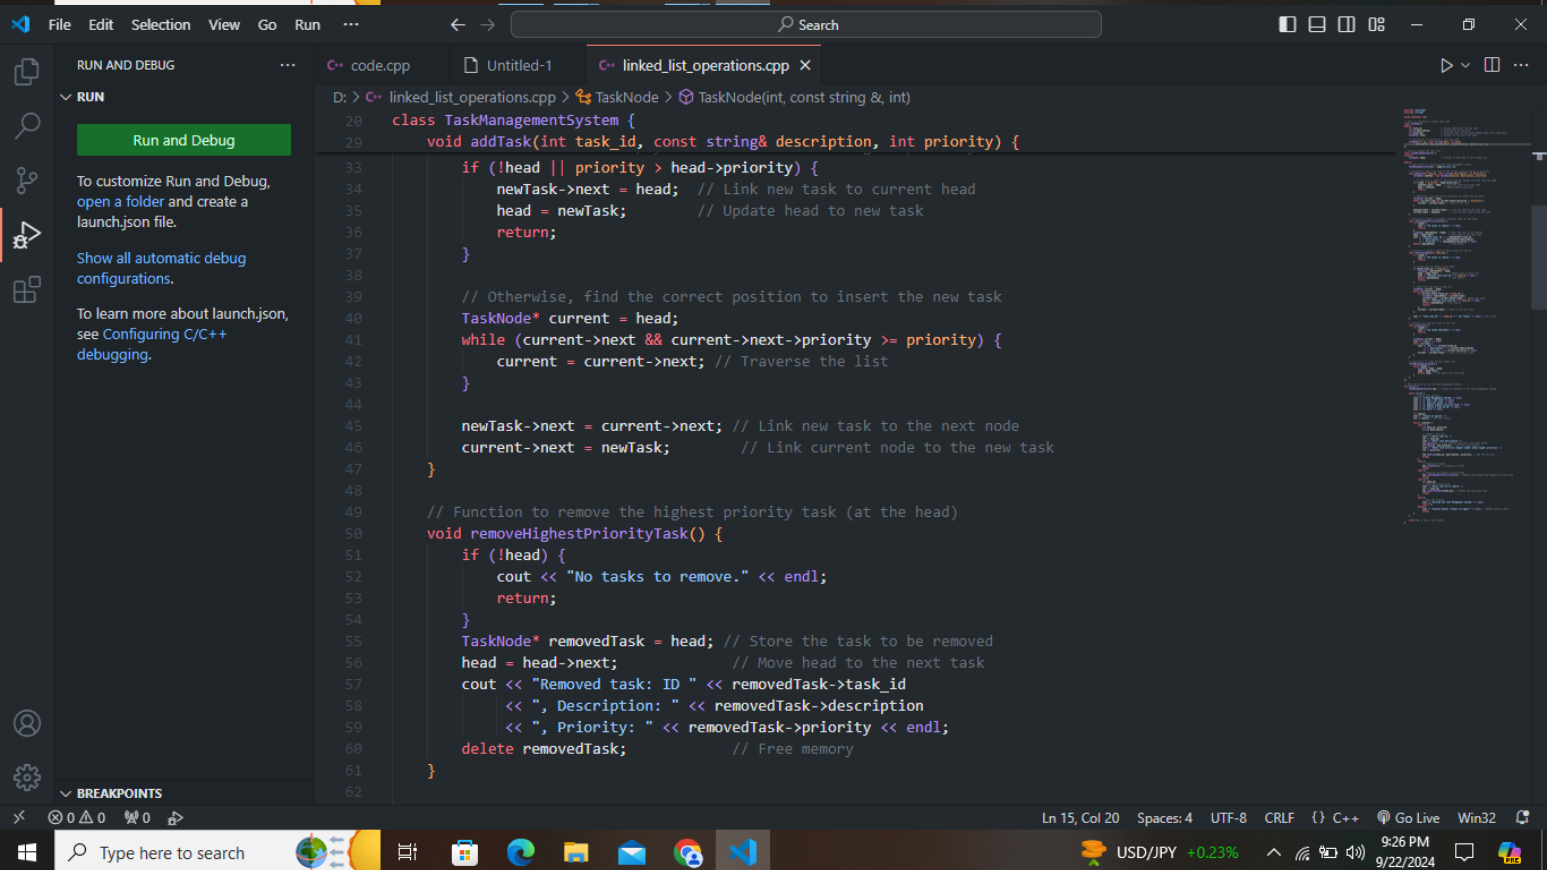 File Edit Selection View Go Run ···
Search
RUN AND DEBUG ···
RUN
Run and Debug
To customize Run and Debug,
open a folder and create a
launch.json file.
Show all automatic debug
configurations.
To learn more about launch.json,
see Configuring C/C++
debugging.
BREAKPOINTS
code.cpp Untitled-1 linked_list_operations.cpp
D: > linked_list_operations.cpp > TaskNode > TaskNode(int, const string &, int)
20 class TaskManagementSystem {
29 void addTask(int task_id, const string& description, int priority) {
33 if (!head || priority > head->priority) {
34 newTask->next = head; // Link new task to current head
35 head = newTask; // Update head to new task
36 return;
37 }
38
39 // Otherwise, find the correct position to insert the new task
40 TaskNode* current = head;
41 while (current->next && current->next->priority >= priority) {
42 current = current->next; // Traverse the list
43 }
44
45 newTask->next = current->next; // Link new task to the next node
46 current->next = newTask; // Link current node to the new task
47 }
48
49 // Function to remove the highest priority task (at the head)
50 void removeHighestPriorityTask() {
51 if (!head) {
52 cout << "No tasks to remove." << endl;
53 return;
54 }
55 TaskNode* removedTask = head; // Store the task to be removed
56 head = head->next; // Move head to the next task
57 cout << "Removed task: ID " << removedTask->task_id
58 << ", Description: " << removedTask->description
59 << ", Priority: " << removedTask->priority << endl;
60 delete removedTask; // Free memory
61 }
62
0 0 0 Ln 15, Col 20 Spaces: 4 UTF-8 CRLF {} C++ Go Live Win32
Type here to search
USD/JPY +0.23%
9:26 PM
9/22/2024
PRE